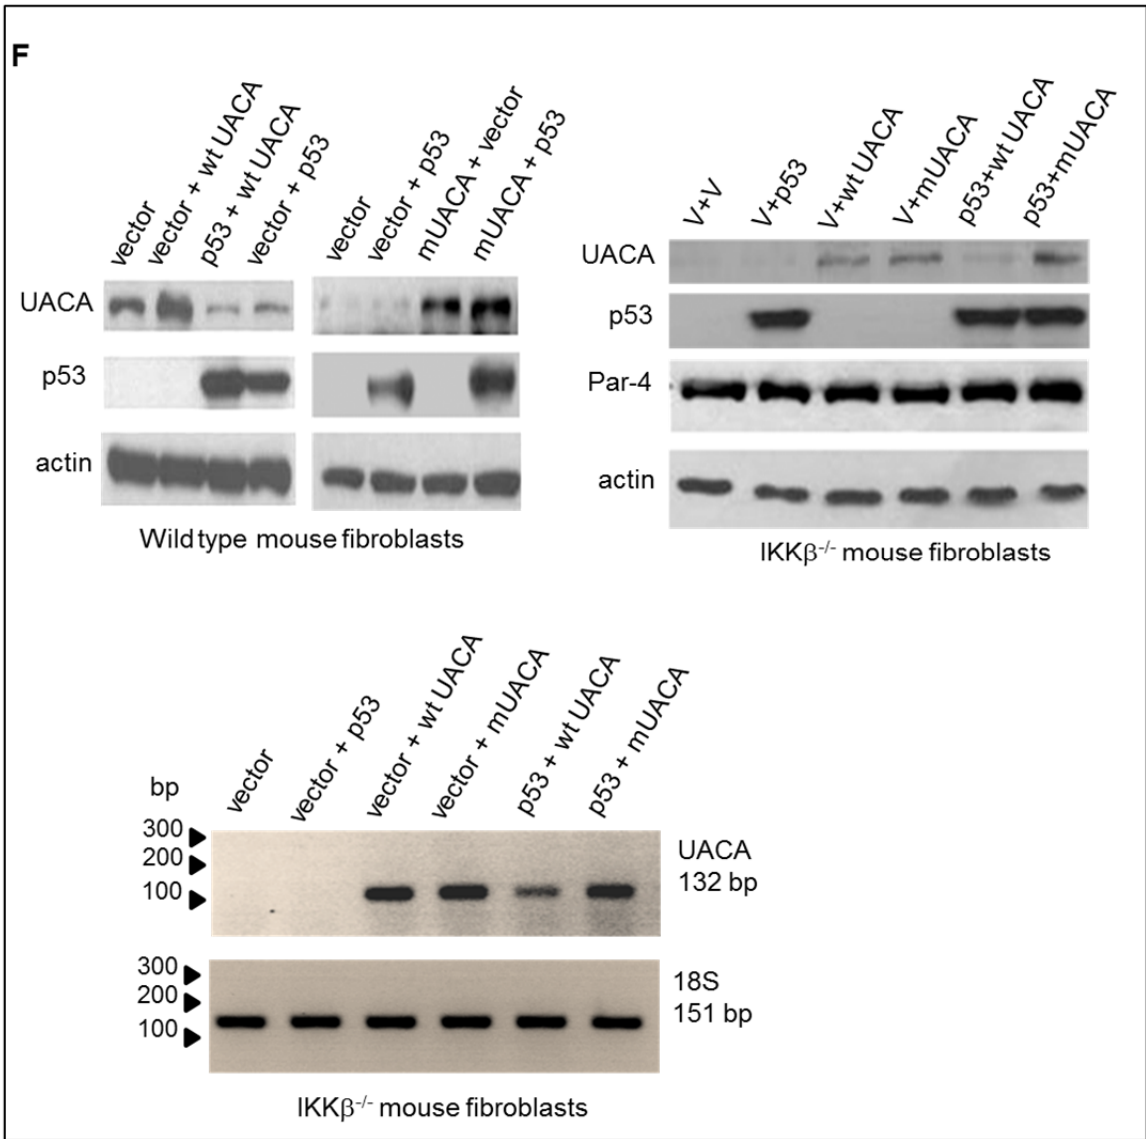 F
vector
vector + wt UACA
p53 + wt UACA
vector + p53
vector
vector + p53
mUACA + vector
mUACA + p53
UACA
p53
actin
Wild type mouse fibroblasts
V+V
V+p53
V+wt UACA
V+mUACA
p53+wt UACA
p53+mUACA
UACA
p53
Par-4
actin
IKKβ-/- mouse fibroblasts
vector
vector + p53
vector + wt UACA
vector + mUACA
p53 + wt UACA
p53 + mUACA
bp
300
200
100
UACA
132 bp
300
200
100
18S
151 bp
IKKβ-/- mouse fibroblasts